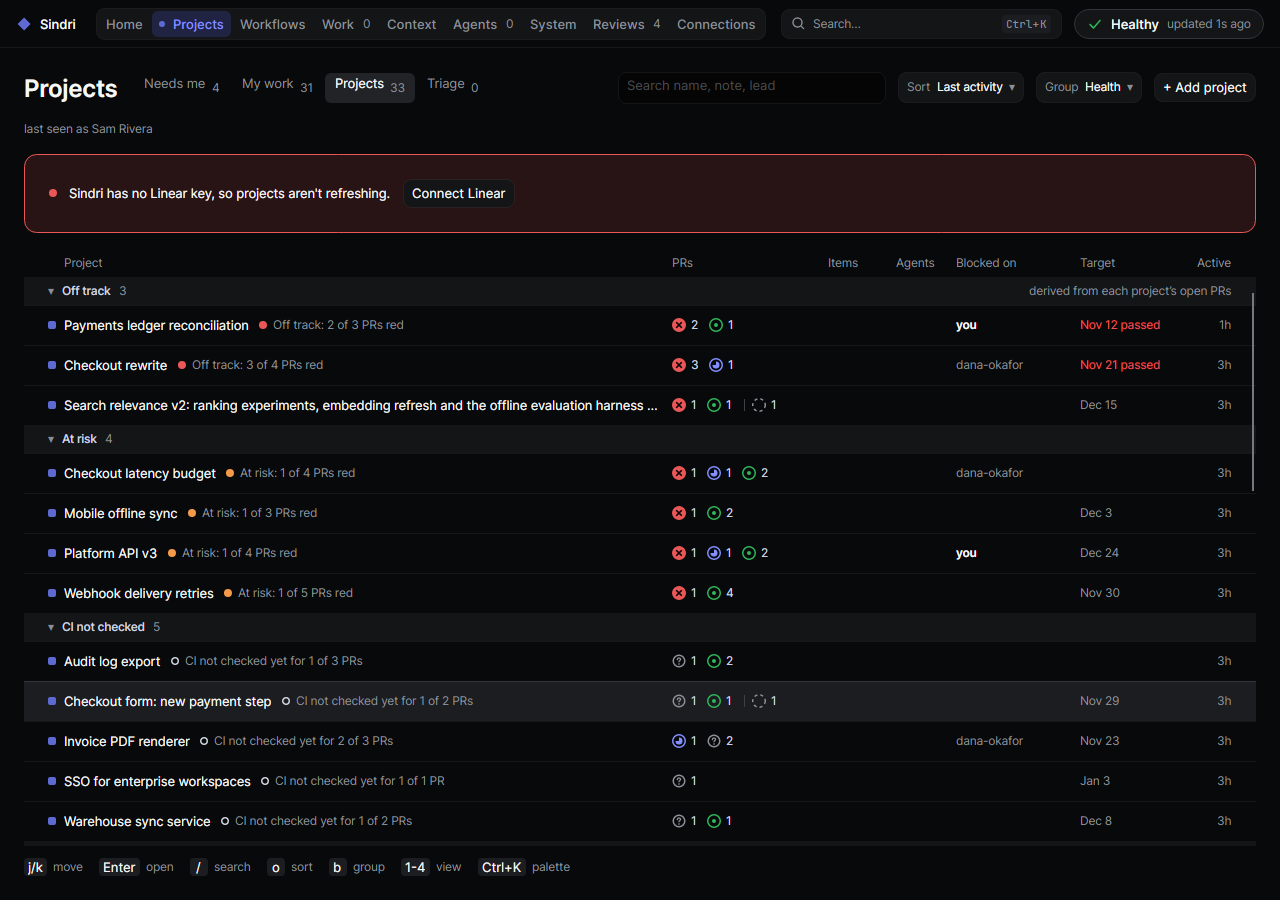 Sindri Home Projects Workflows Work 0 Context Agents 0 System Reviews 4 Connections Search... Ctrl+K Healthy updated 1s ago
Projects Needs me 4 My work 31 Projects 33 Triage 0 Search name, note, lead Sort Last activity ▾ Group Health ▾ + Add project
last seen as Sam Rivera
Sindri has no Linear key, so projects aren't refreshing. Connect Linear
Project PRs Items Agents Blocked on Target Active
▾ Off track 3 derived from each project's open PRs
Payments ledger reconciliation Off track: 2 of 3 PRs red 2 1 you Nov 12 passed 1h
Checkout rewrite Off track: 3 of 4 PRs red 3 1 dana-okafor Nov 21 passed 3h
Search relevance v2: ranking experiments, embedding refresh and the offline evaluation harness ... 1 1 1 Dec 15 3h
▾ At risk 4
Checkout latency budget At risk: 1 of 4 PRs red 1 1 2 dana-okafor 3h
Mobile offline sync At risk: 1 of 3 PRs red 1 2 Dec 3 3h
Platform API v3 At risk: 1 of 4 PRs red 1 1 2 you Dec 24 3h
Webhook delivery retries At risk: 1 of 5 PRs red 1 4 Nov 30 3h
▾ CI not checked 5
Audit log export CI not checked yet for 1 of 3 PRs 1 2 3h
Checkout form: new payment step CI not checked yet for 1 of 2 PRs 1 1 1 Nov 29 3h
Invoice PDF renderer CI not checked yet for 2 of 3 PRs 1 2 dana-okafor Nov 23 3h
SSO for enterprise workspaces CI not checked yet for 1 of 1 PR 1 Jan 3 3h
Warehouse sync service CI not checked yet for 1 of 2 PRs 1 1 Dec 8 3h
j/k move Enter open / search o sort b group 1-4 view Ctrl+K palette